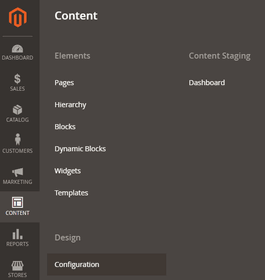 Content
DASHBOARD
SALES
CATALOG
CUSTOMERS
MARKETING
CONTENT
REPORTS
STORES
Elements
Pages
Hierarchy
Blocks
Dynamic Blocks
Widgets
Templates
Design
Configuration
Content Staging
Dashboard